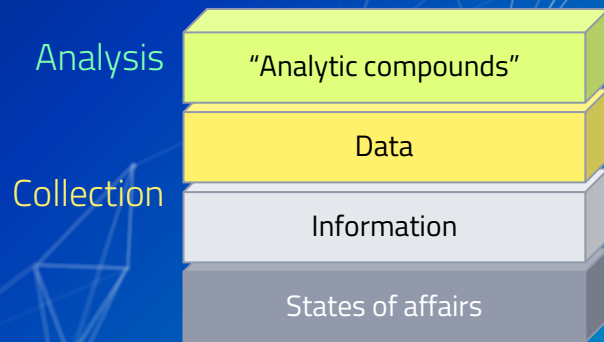 Analysis
“Analytic compounds”
Data
Collection
Information
States of affairs